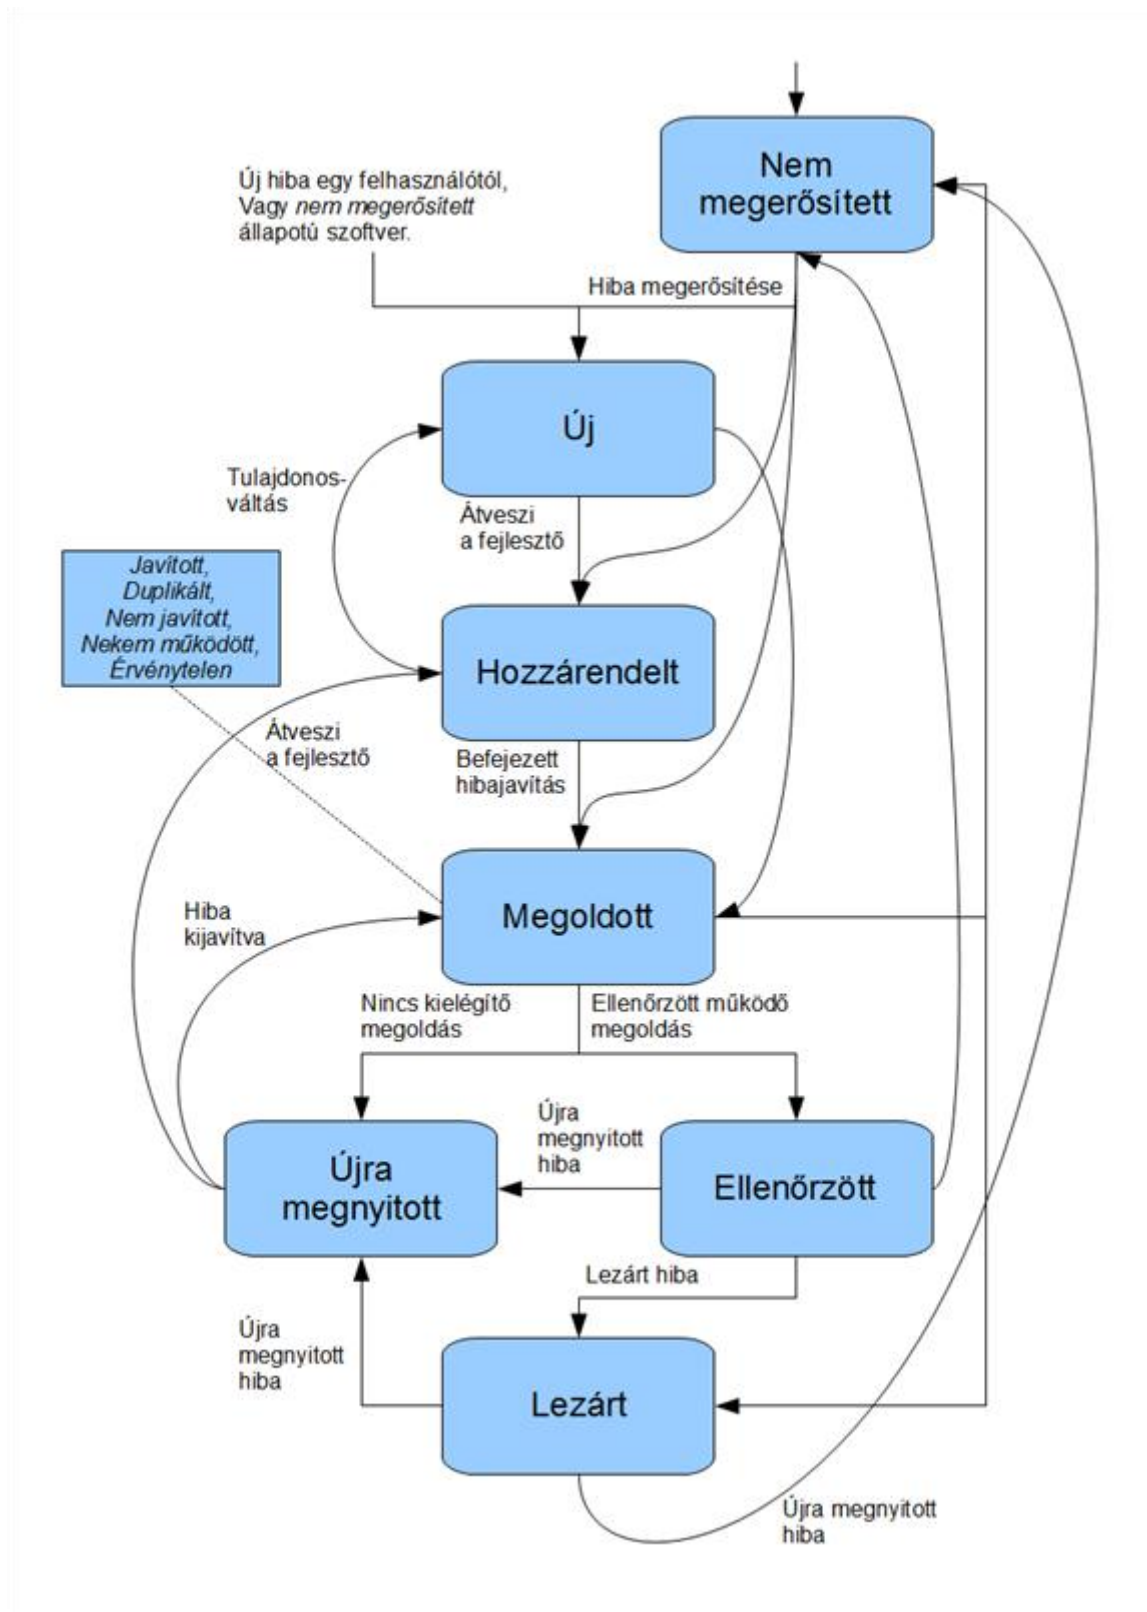 Nem
megerősített
Új hiba egy felhasználótól,
Vagy nem megerősített
állapotú szoftver.
Hiba megerősítése
Új
Tulajdonos-
váltás
Átveszi
a fejlesztő
Javított,
Duplikált,
Nem javított,
Nekem működött,
Érvénytelen
Hozzárendelt
Átveszi
a fejlesztő
Befejezett
hibajavítás
Megoldott
Hiba
kijavítva
Nincs kielégítő
megoldás
Ellenőrzött működő
megoldás
Újra
megnyitott
hiba
Újra
megnyitott
Ellenőrzött
Lezárt hiba
Újra
megnyitott
hiba
Lezárt
Újra megnyitott
hiba